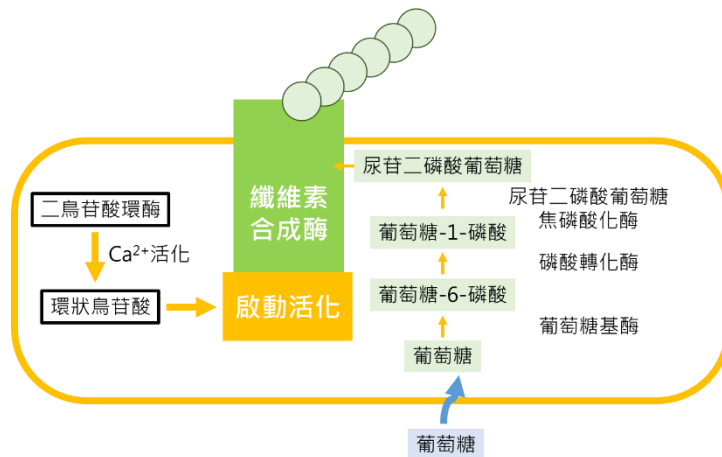 尿苷二磷酸葡萄糖
纖維素
合成酶
二鳥苷酸環酶
尿苷二磷酸葡萄糖
焦磷酸化酶
葡萄糖-1-磷酸
Ca²⁺活化
磷酸轉化酶
環狀鳥苷酸
啟動活化
葡萄糖-6-磷酸
葡萄糖基酶
葡萄糖
葡萄糖